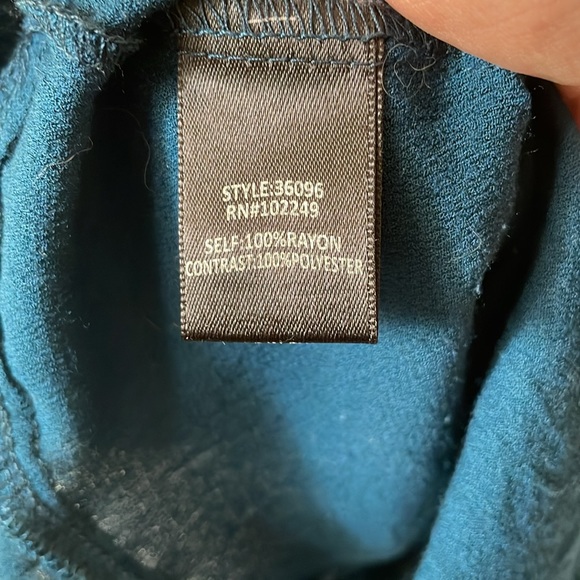 STYLE:36096
RN#102249
SELF:100%RAYON
CONTRAST:100%POLYESTER